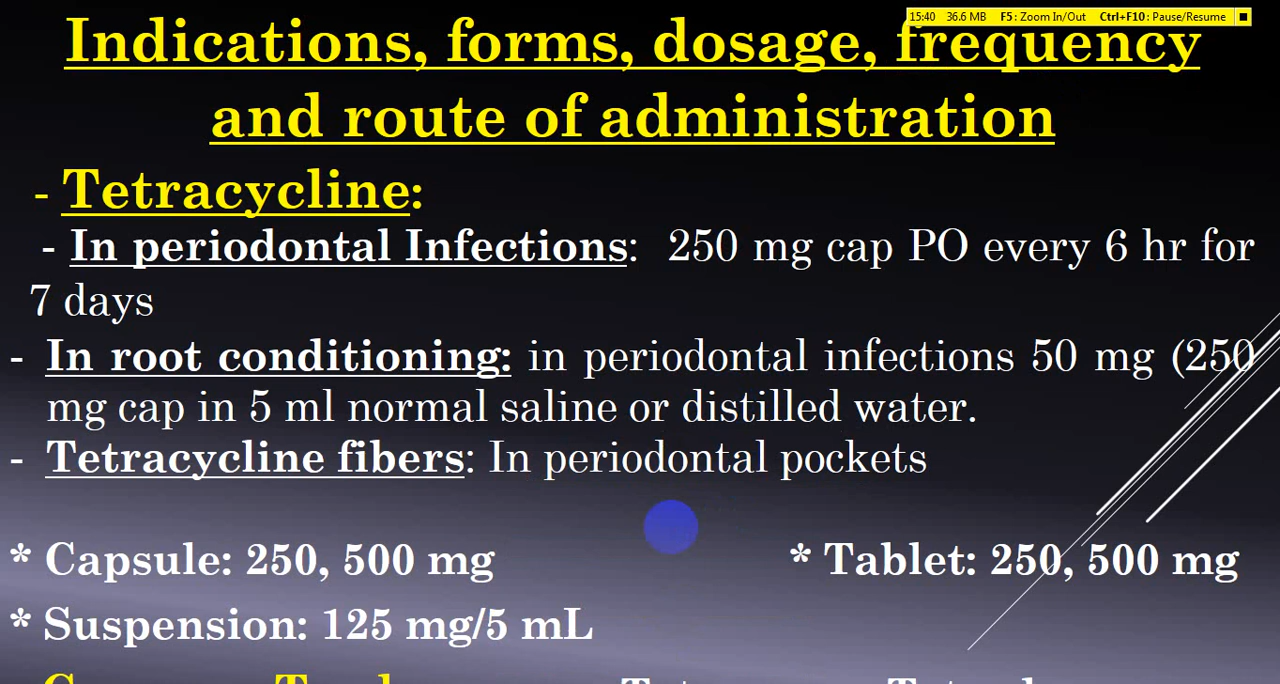 15:40 36.6 MB F5: Zoom In/Out Ctrl+F10: Pause/Resume
Indications, forms, dosage, frequency
and route of administration
- Tetracycline:
- In periodontal Infections: 250 mg cap PO every 6 hr for
7 days
- In root conditioning: in periodontal infections 50 mg (250
mg cap in 5 ml normal saline or distilled water.
- Tetracycline fibers: In periodontal pockets
* Capsule: 250, 500 mg * Tablet: 250, 500 mg
* Suspension: 125 mg/5 mL